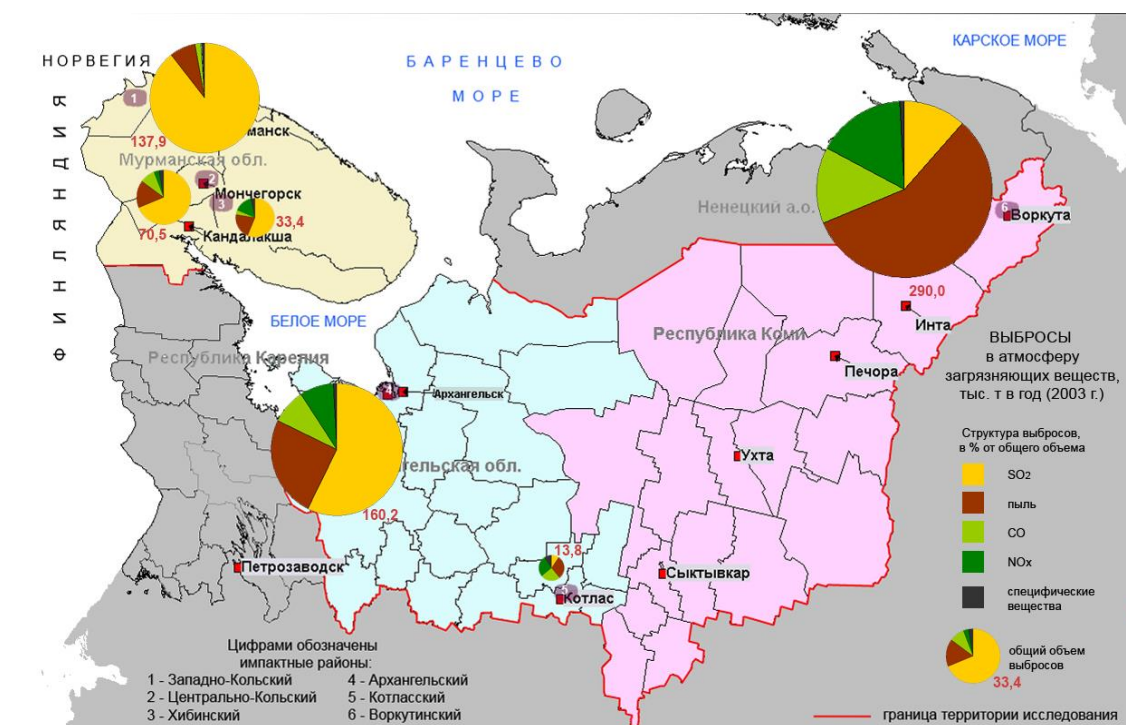 НОРВЕГИЯ
БАРЕНЦЕВО
МОРЕ
КАРСКОЕ МОРЕ
ФИНЛЯНДИЯ
1
137,9
манск
Мурманская обл.
2
Мончегорск
3
33,4
70,5
Кандалакша
Ненецкий а.о.
6
Воркута
290,0
Инта
БЕЛОЕ МОРЕ
Республика Карелия
Республика Коми
Печора
Архангельск
Ухта
тельская обл.
160,2
13,8
Петрозаводск
Сыктывкар
Котлас
ВЫБРОСЫ
в атмосферу
загрязняющих веществ,
тыс. т в год (2003 г.)
Структура выбросов,
в % от общего объема
SO2
пыль
CO
NOx
специфические
вещества
общий объем
выбросов
33,4
Цифрами обозначены
импактные районы:
1 - Западно-Кольский
2 - Центрально-Кольский
3 - Хибинский
4 - Архангельский
5 - Котласский
6 - Воркутинский
граница территории исследования